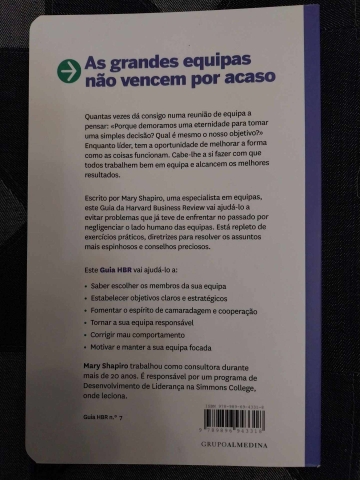 As grandes equipas
não vencem por acaso
Quantas vezes dá consigo numa reunião de equipa a
pensar: «Porque demoramos uma eternidade para tomar
uma simples decisão? Qual é mesmo o nosso objetivo?»
Enquanto líder, tem a oportunidade de melhorar a forma
como as coisas funcionam. Cabe-lhe a si fazer com que
todos trabalhem bem em equipa e alcancem os melhores
resultados.
Escrito por Mary Shapiro, uma especialista em equipas,
este Guia da Harvard Business Review vai ajudá-lo a
evitar problemas que já teve de enfrentar no passado por
negligenciar o lado humano das equipas. Está repleto de
exercícios práticos, diretrizes para resolver os assuntos
mais espinhosos e conselhos preciosos.
Este Guia HBR vai ajudá-lo a:
• Saber escolher os membros da sua equipa
• Estabelecer objetivos claros e estratégicos
• Fomentar o espírito de camaradagem e cooperação
• Tornar a sua equipa responsável
• Corrigir mau comportamento
• Motivar e manter a sua equipa focada
Mary Shapiro trabalhou como consultora durante
mais de 20 anos. É responsável por um programa de
Desenvolvimento de Liderança na Simmons College,
onde leciona.
Guia HBR n.º 7
GRUPOALMEDINA